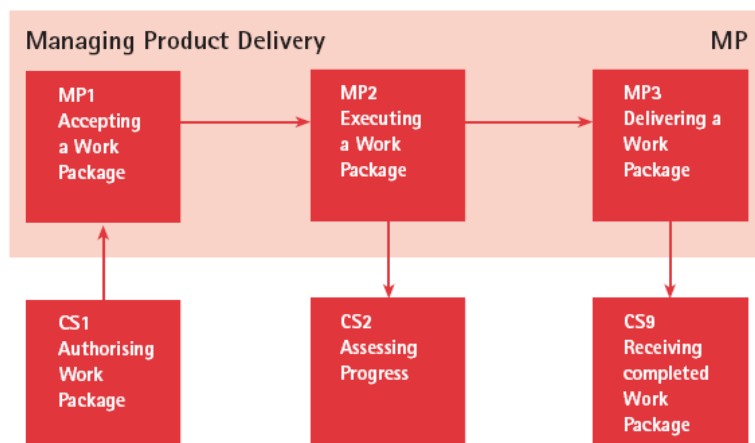 Managing Product Delivery MP
MP1
Accepting
a Work
Package
MP2
Executing
a Work
Package
MP3
Delivering a
Work
Package
CS1
Authorising
Work
Package
CS2
Assessing
Progress
CS9
Receiving
completed
Work
Package